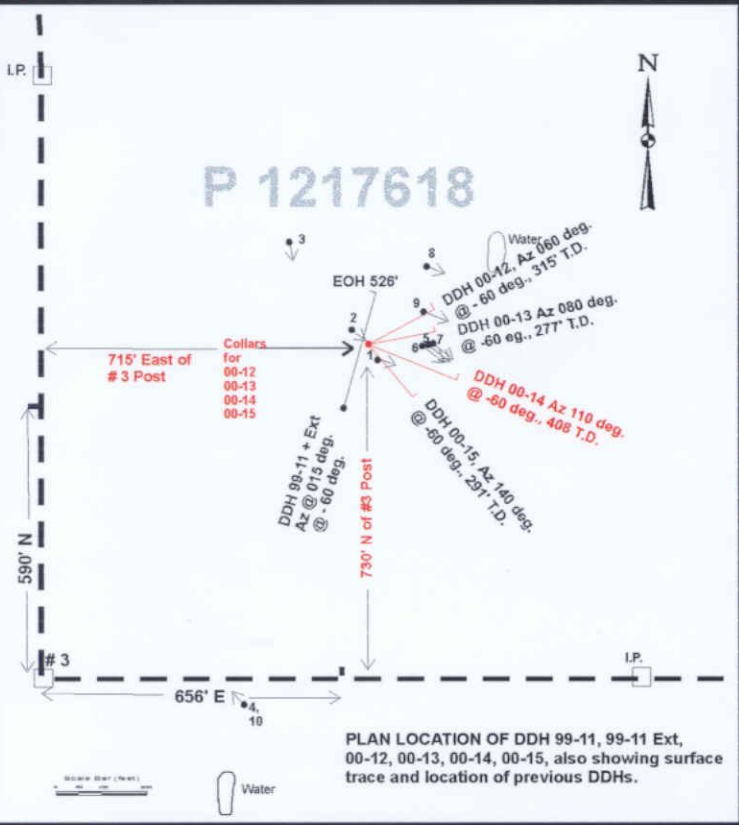 I.P.
N
P 1217618
3
8
Water
DDH 00-12, Az 060 deg.
@ - 60 deg., 315' T.D.
EOH 526'
9
2
DDH 00-13 Az 080 deg.
@ -60 eg., 277' T.D.
5
6
7
1
715' East of
# 3 Post
Collars
for
00-12
00-13
00-14
00-15
DDH 00-14 Az 110 deg.
@ -60 deg., 408 T.D.
DDH 00-15, Az 140 deg.
@ -60 deg., 291' T.D.
DDH 99-11 + Ext
Az @ 015 deg.
@ - 60 deg.
730' N of #3 Post
590' N
# 3
I.P.
656' E
4,
10
PLAN LOCATION OF DDH 99-11, 99-11 Ext,
00-12, 00-13, 00-14, 00-15, also showing surface
trace and location of previous DDHs.
Water